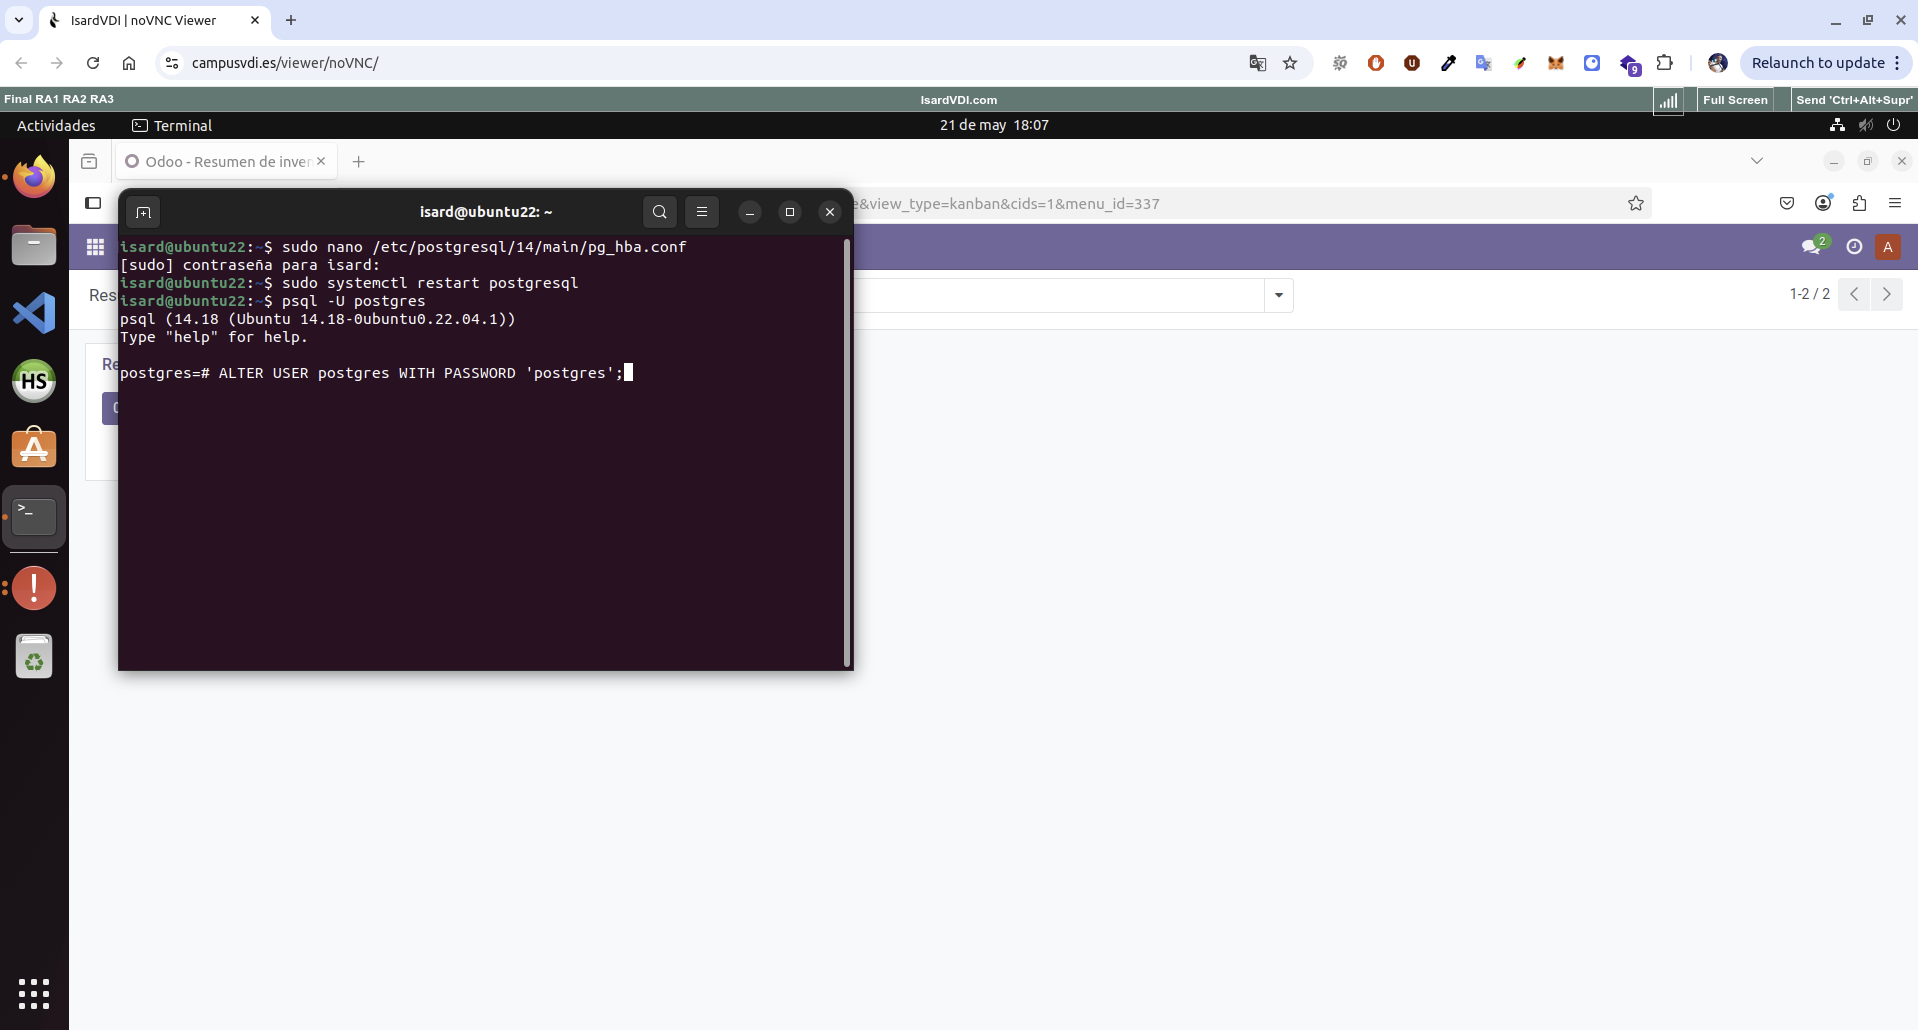 IsardVDI | noVNC Viewer
campusvdi.es/viewer/noVNC/
9
Relaunch to update
Final RA1 RA2 RA3
IsardVDI.com
Full Screen
Send 'Ctrl+Alt+Supr'
Actividades
Terminal
21 de may 18:07
Odoo - Resumen de inver
isard@ubuntu22: ~
e&view_type=kanban&cids=1&menu_id=337
2
A
isard@ubuntu22:~$ sudo nano /etc/postgresql/14/main/pg_hba.conf
[sudo] contraseña para isard:
isard@ubuntu22:~$ sudo systemctl restart postgresql
Res
1-2 / 2
isard@ubuntu22:~$ psql -U postgres
psql (14.18 (Ubuntu 14.18-0ubuntu0.22.04.1))
Type "help" for help.
Re
postgres=# ALTER USER postgres WITH PASSWORD 'postgres';
HS
>_